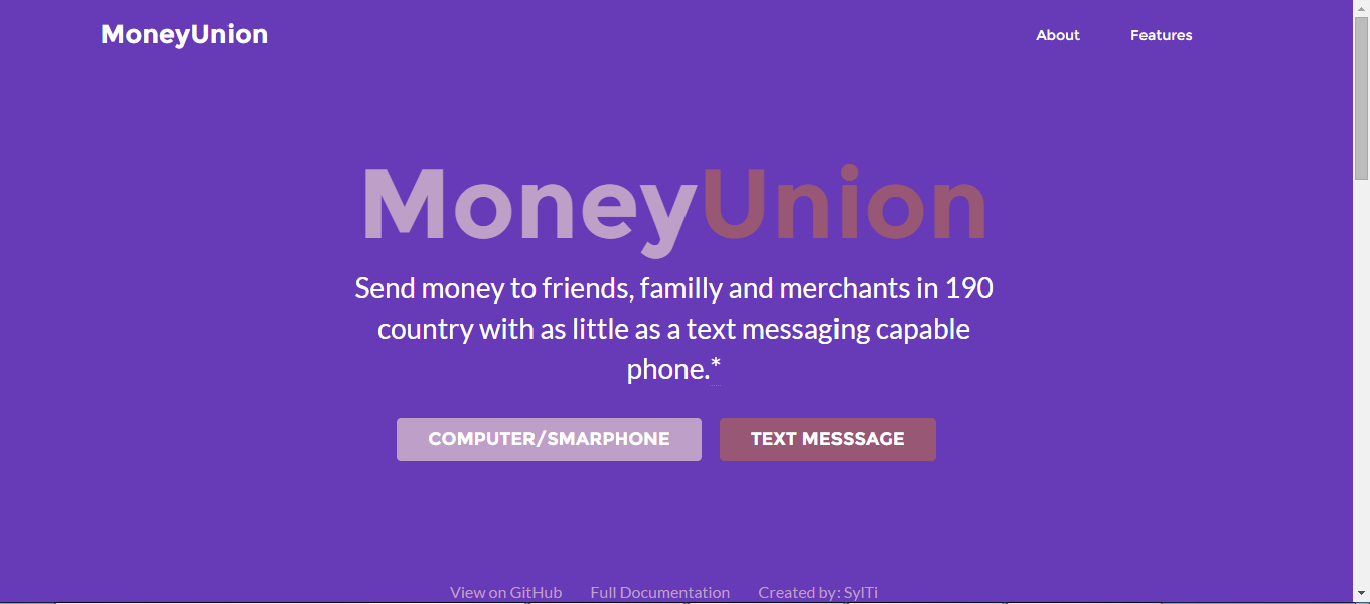 MoneyUnion
About Features
MoneyUnion
Send money to friends, familly and merchants in 190
country with as little as a text messaging capable
phone.*
COMPUTER/SMARPHONE TEXT MESSSAGE
View on GitHub Full Documentation Created by: SylTi